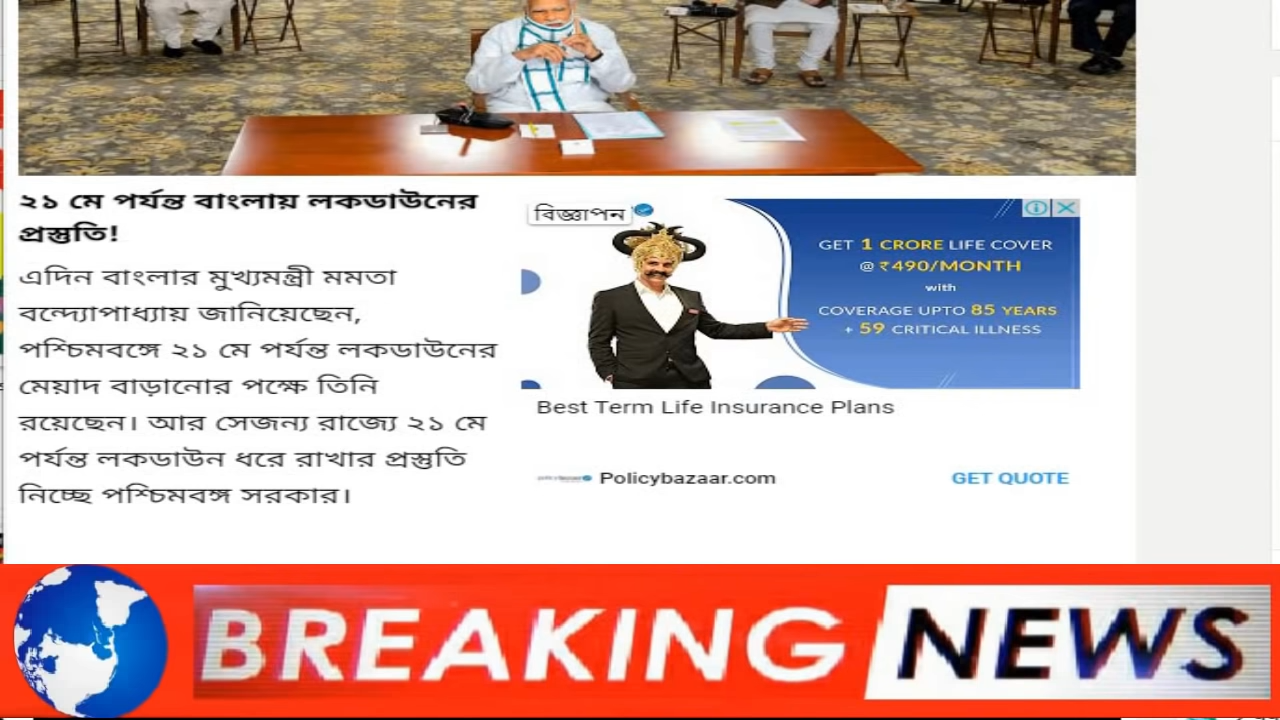 ২১ মে পর্যন্ত বাংলায় লকডাউনের
প্রস্তুতি!
এদিন বাংলার মুখ্যমন্ত্রী মমতা
বন্দ্যোপাধ্যায় জানিয়েছেন,
পশ্চিমবঙ্গে ২১ মে পর্যন্ত লকডাউনের
মেয়াদ বাড়ানোর পক্ষে তিনি
রয়েছেন। আর সেজন্য রাজ্যে ২১ মে
পর্যন্ত লকডাউন ধরে রাখার প্রস্তুতি
নিচ্ছে পশ্চিমবঙ্গ সরকার।
বিজ্ঞাপন
GET 1 CRORE LIFE COVER
@ ₹490/MONTH
with
COVERAGE UPTO 85 YEARS
+ 59 CRITICAL ILLNESS
Best Term Life Insurance Plans
Policybazaar.com
GET QUOTE
BREAKING NEWS